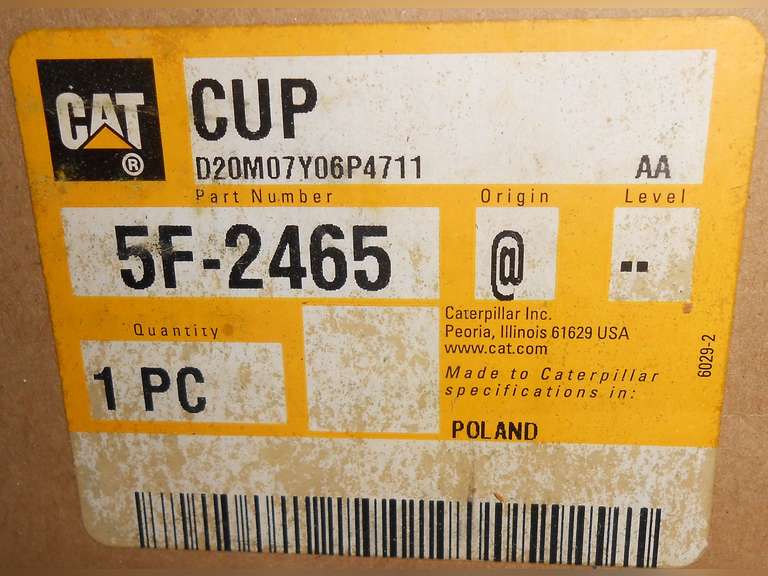 CAT ®
CUP
D20M07Y06P4711 AA
Part Number Origin Level
5F-2465 @ --
Quantity
1 PC
Caterpillar Inc.
Peoria, Illinois 61629 USA
www.cat.com
Made to Caterpillar
specifications in:
POLAND
6029-2